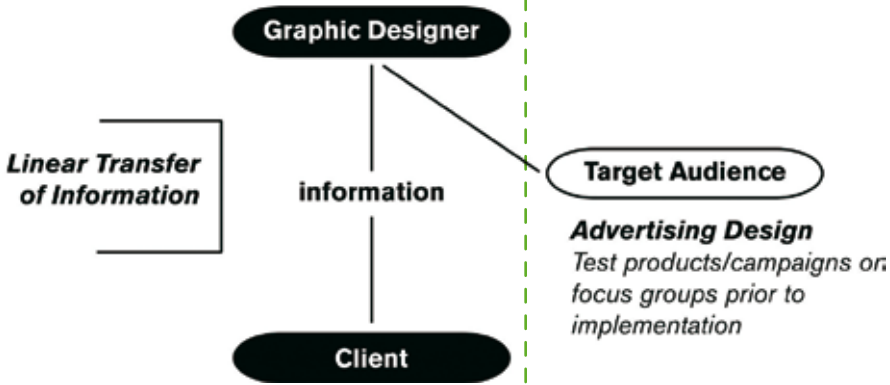 Graphic Designer
Linear Transfer
of Information
information
Target Audience
Advertising Design
Test products/campaigns on
focus groups prior to
implementation
Client